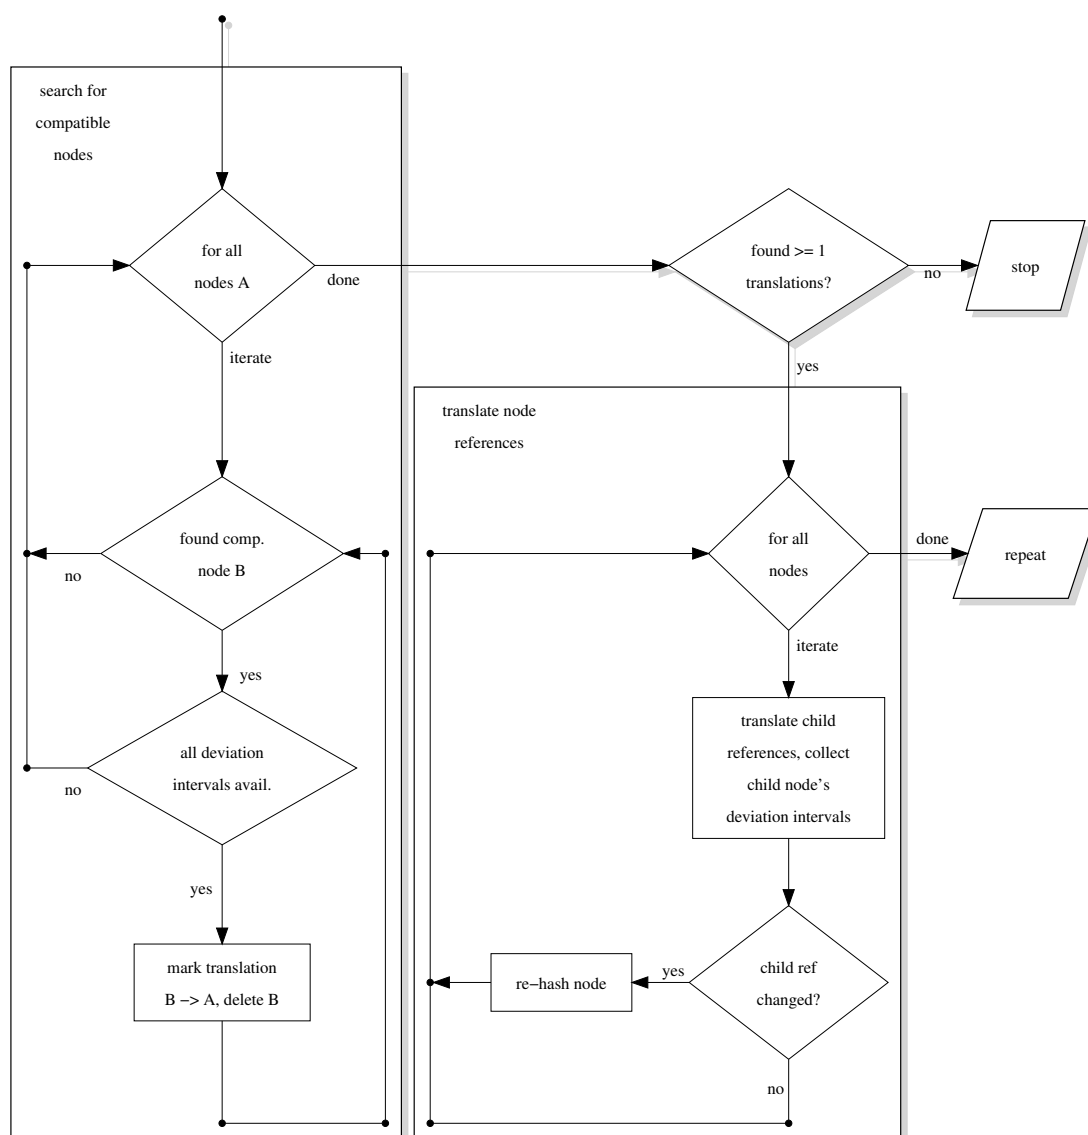 search for
compatible
nodes
for all
nodes A
done
iterate
found >= 1
translations?
no
stop
yes
translate node
references
found comp.
node B
no
yes
for all
nodes
done
repeat
iterate
all deviation
intervals avail.
no
yes
translate child
references, collect
child node's
deviation intervals
mark translation
B −> A, delete B
child ref
changed?
yes
re−hash node
no